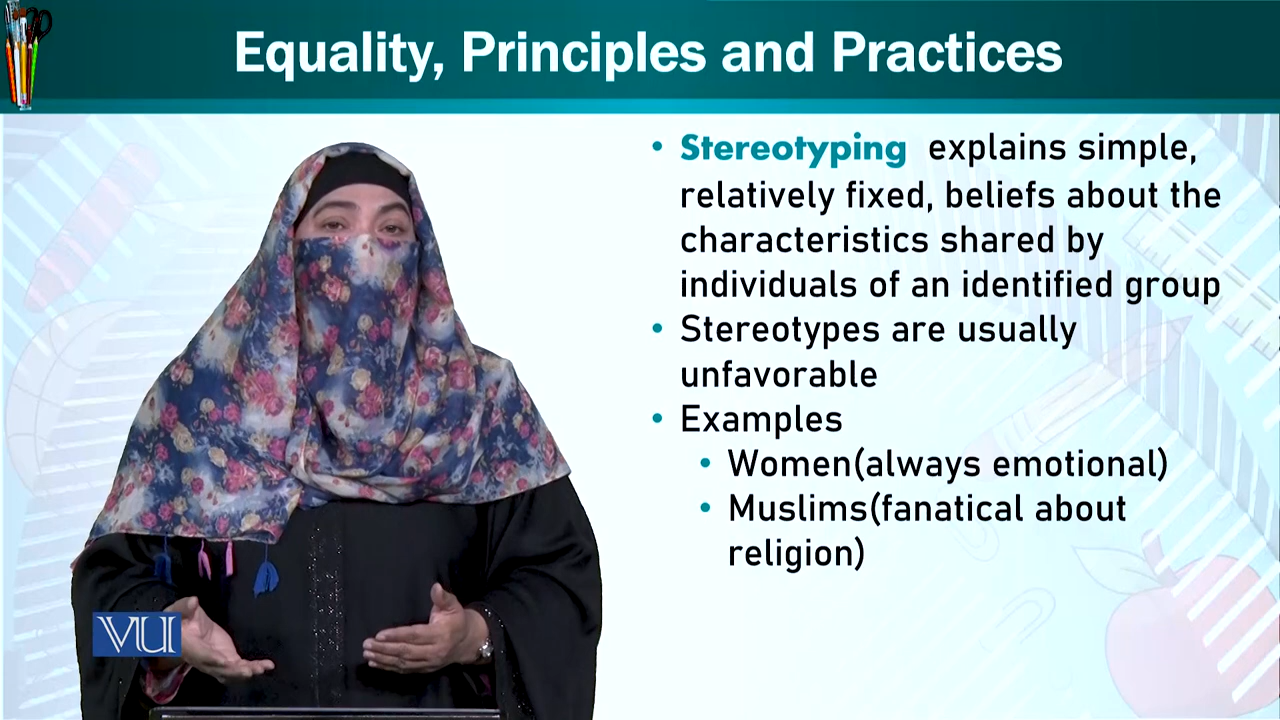 Equality, Principles and Practices
• Stereotyping explains simple,
relatively fixed, beliefs about the
characteristics shared by
individuals of an identified group
• Stereotypes are usually
unfavorable
• Examples
• Women(always emotional)
• Muslims(fanatical about
religion)
VU